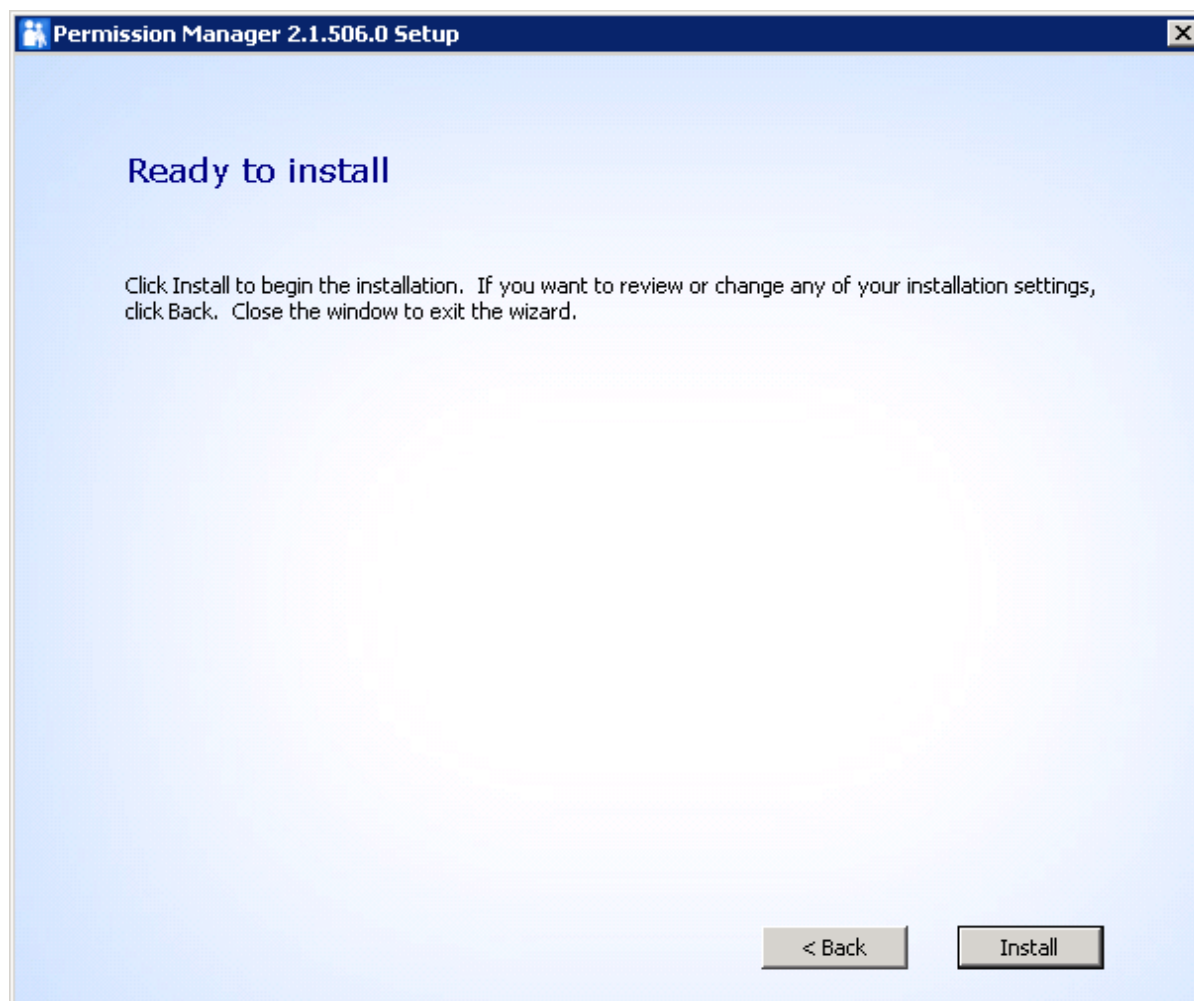 Permission Manager 2.1.506.0 Setup
Ready to install
Click Install to begin the installation.  If you want to review or change any of your installation settings,
click Back.  Close the window to exit the wizard.
< Back
Install